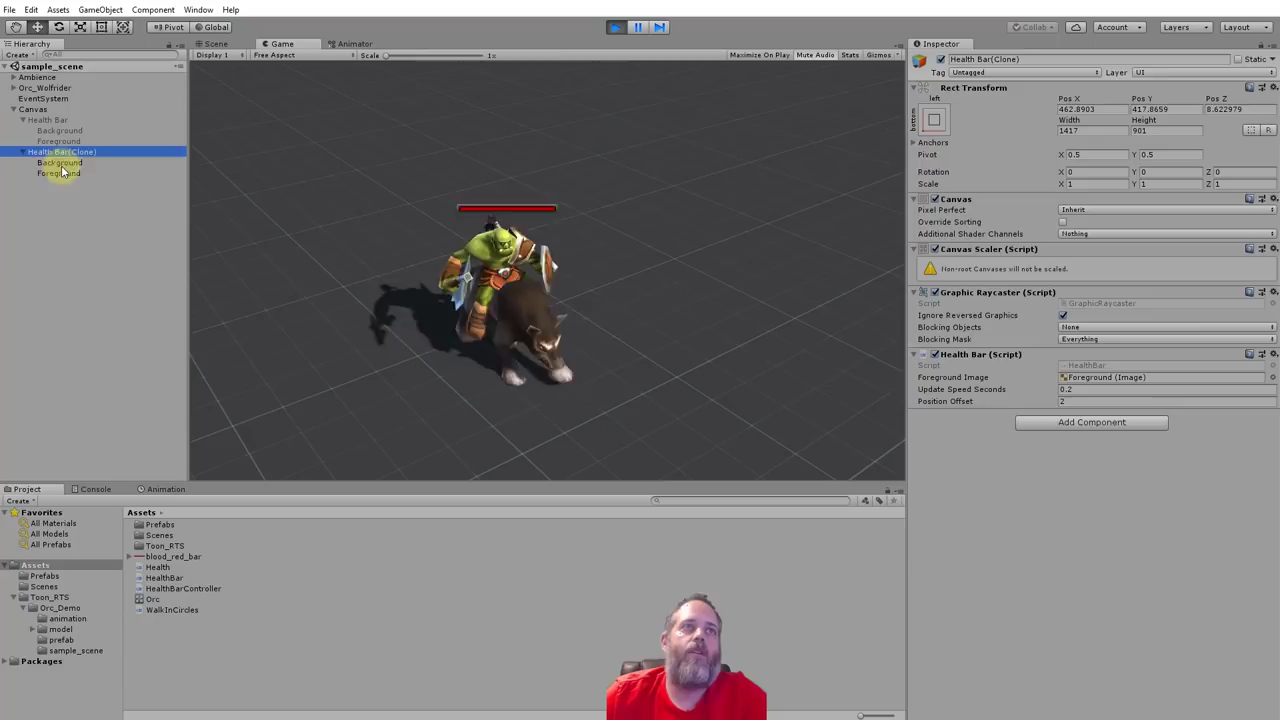 File Edit Assets GameObject Component Window Help
Pivot Global Collab Account Layers Layout
Hierarchy Scene Game Animator Inspector
Create All Display 1 Free Aspect Scale 1x Maximize On Play Mute Audio Stats Gizmos
sample_scene
Ambience
Orc_Wolfrider
EventSystem
Canvas
Health Bar
Background
Foreground
Health Bar(Clone)
Background
Foreground
Health Bar(Clone) Static
Tag Untagged Layer UI
Rect Transform
left Pos X Pos Y Pos Z
bottom 462.8903 417.8659 8.622979
Width Height
1417 901 R
Anchors
Pivot X 0.5 Y 0.5
Rotation X 0 Y 0 Z 0
Scale X 1 Y 1 Z 1
Canvas
Pixel Perfect Inherit
Override Sorting
Additional Shader Channels Nothing
Canvas Scaler (Script)
Non-root Canvases will not be scaled.
Graphic Raycaster (Script)
Script GraphicRaycaster
Ignore Reversed Graphics
Blocking Objects None
Blocking Mask Everything
Health Bar (Script)
Script HealthBar
Foreground Image Foreground (Image)
Update Speed Seconds 0.2
Position Offset 2
Add Component
Project Console Animation
Create
Favorites
All Materials
All Models
All Prefabs
Assets
Prefabs
Scenes
Toon_RTS
Orc_Demo
animation
model
prefab
sample_scene
Packages
Assets
Prefabs
Scenes
Toon_RTS
blood_red_bar
Health
HealthBar
HealthBarController
Orc
WalkInCircles